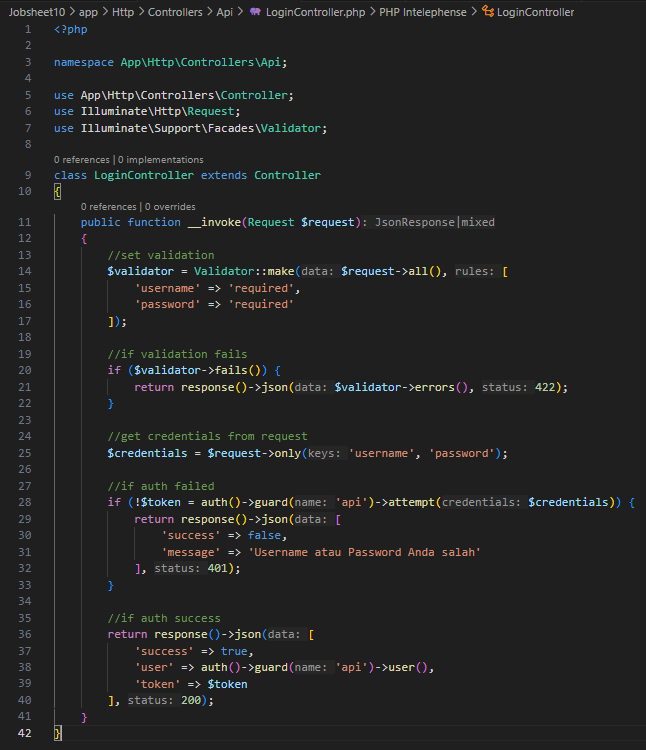 Jobsheet10 > app > Http > Controllers > Api > LoginController.php > PHP Intelephense > LoginController
1 <?php
2
3 namespace App\Http\Controllers\Api;
4
5 use App\Http\Controllers\Controller;
6 use Illuminate\Http\Request;
7 use Illuminate\Support\Facades\Validator;
8
0 references | 0 implementations
9 class LoginController extends Controller
10 {
0 references | 0 overrides
11     public function __invoke(Request $request): JsonResponse|mixed
12     {
13         //set validation
14         $validator = Validator::make(data: $request->all(), rules: [
15             'username' => 'required',
16             'password' => 'required'
17         ]);
18
19         //if validation fails
20         if ($validator->fails()) {
21             return response()->json(data: $validator->errors(), status: 422);
22         }
23
24         //get credentials from request
25         $credentials = $request->only(keys: 'username', 'password');
26
27         //if auth failed
28         if (!$token = auth()->guard(name: 'api')->attempt(credentials: $credentials)) {
29             return response()->json(data: [
30                 'success' => false,
31                 'message' => 'Username atau Password Anda salah'
32             ], status: 401);
33         }
34
35         //if auth success
36         return response()->json(data: [
37             'success' => true,
38             'user' => auth()->guard(name: 'api')->user(),
39             'token' => $token
40         ], status: 200);
41     }
42 }